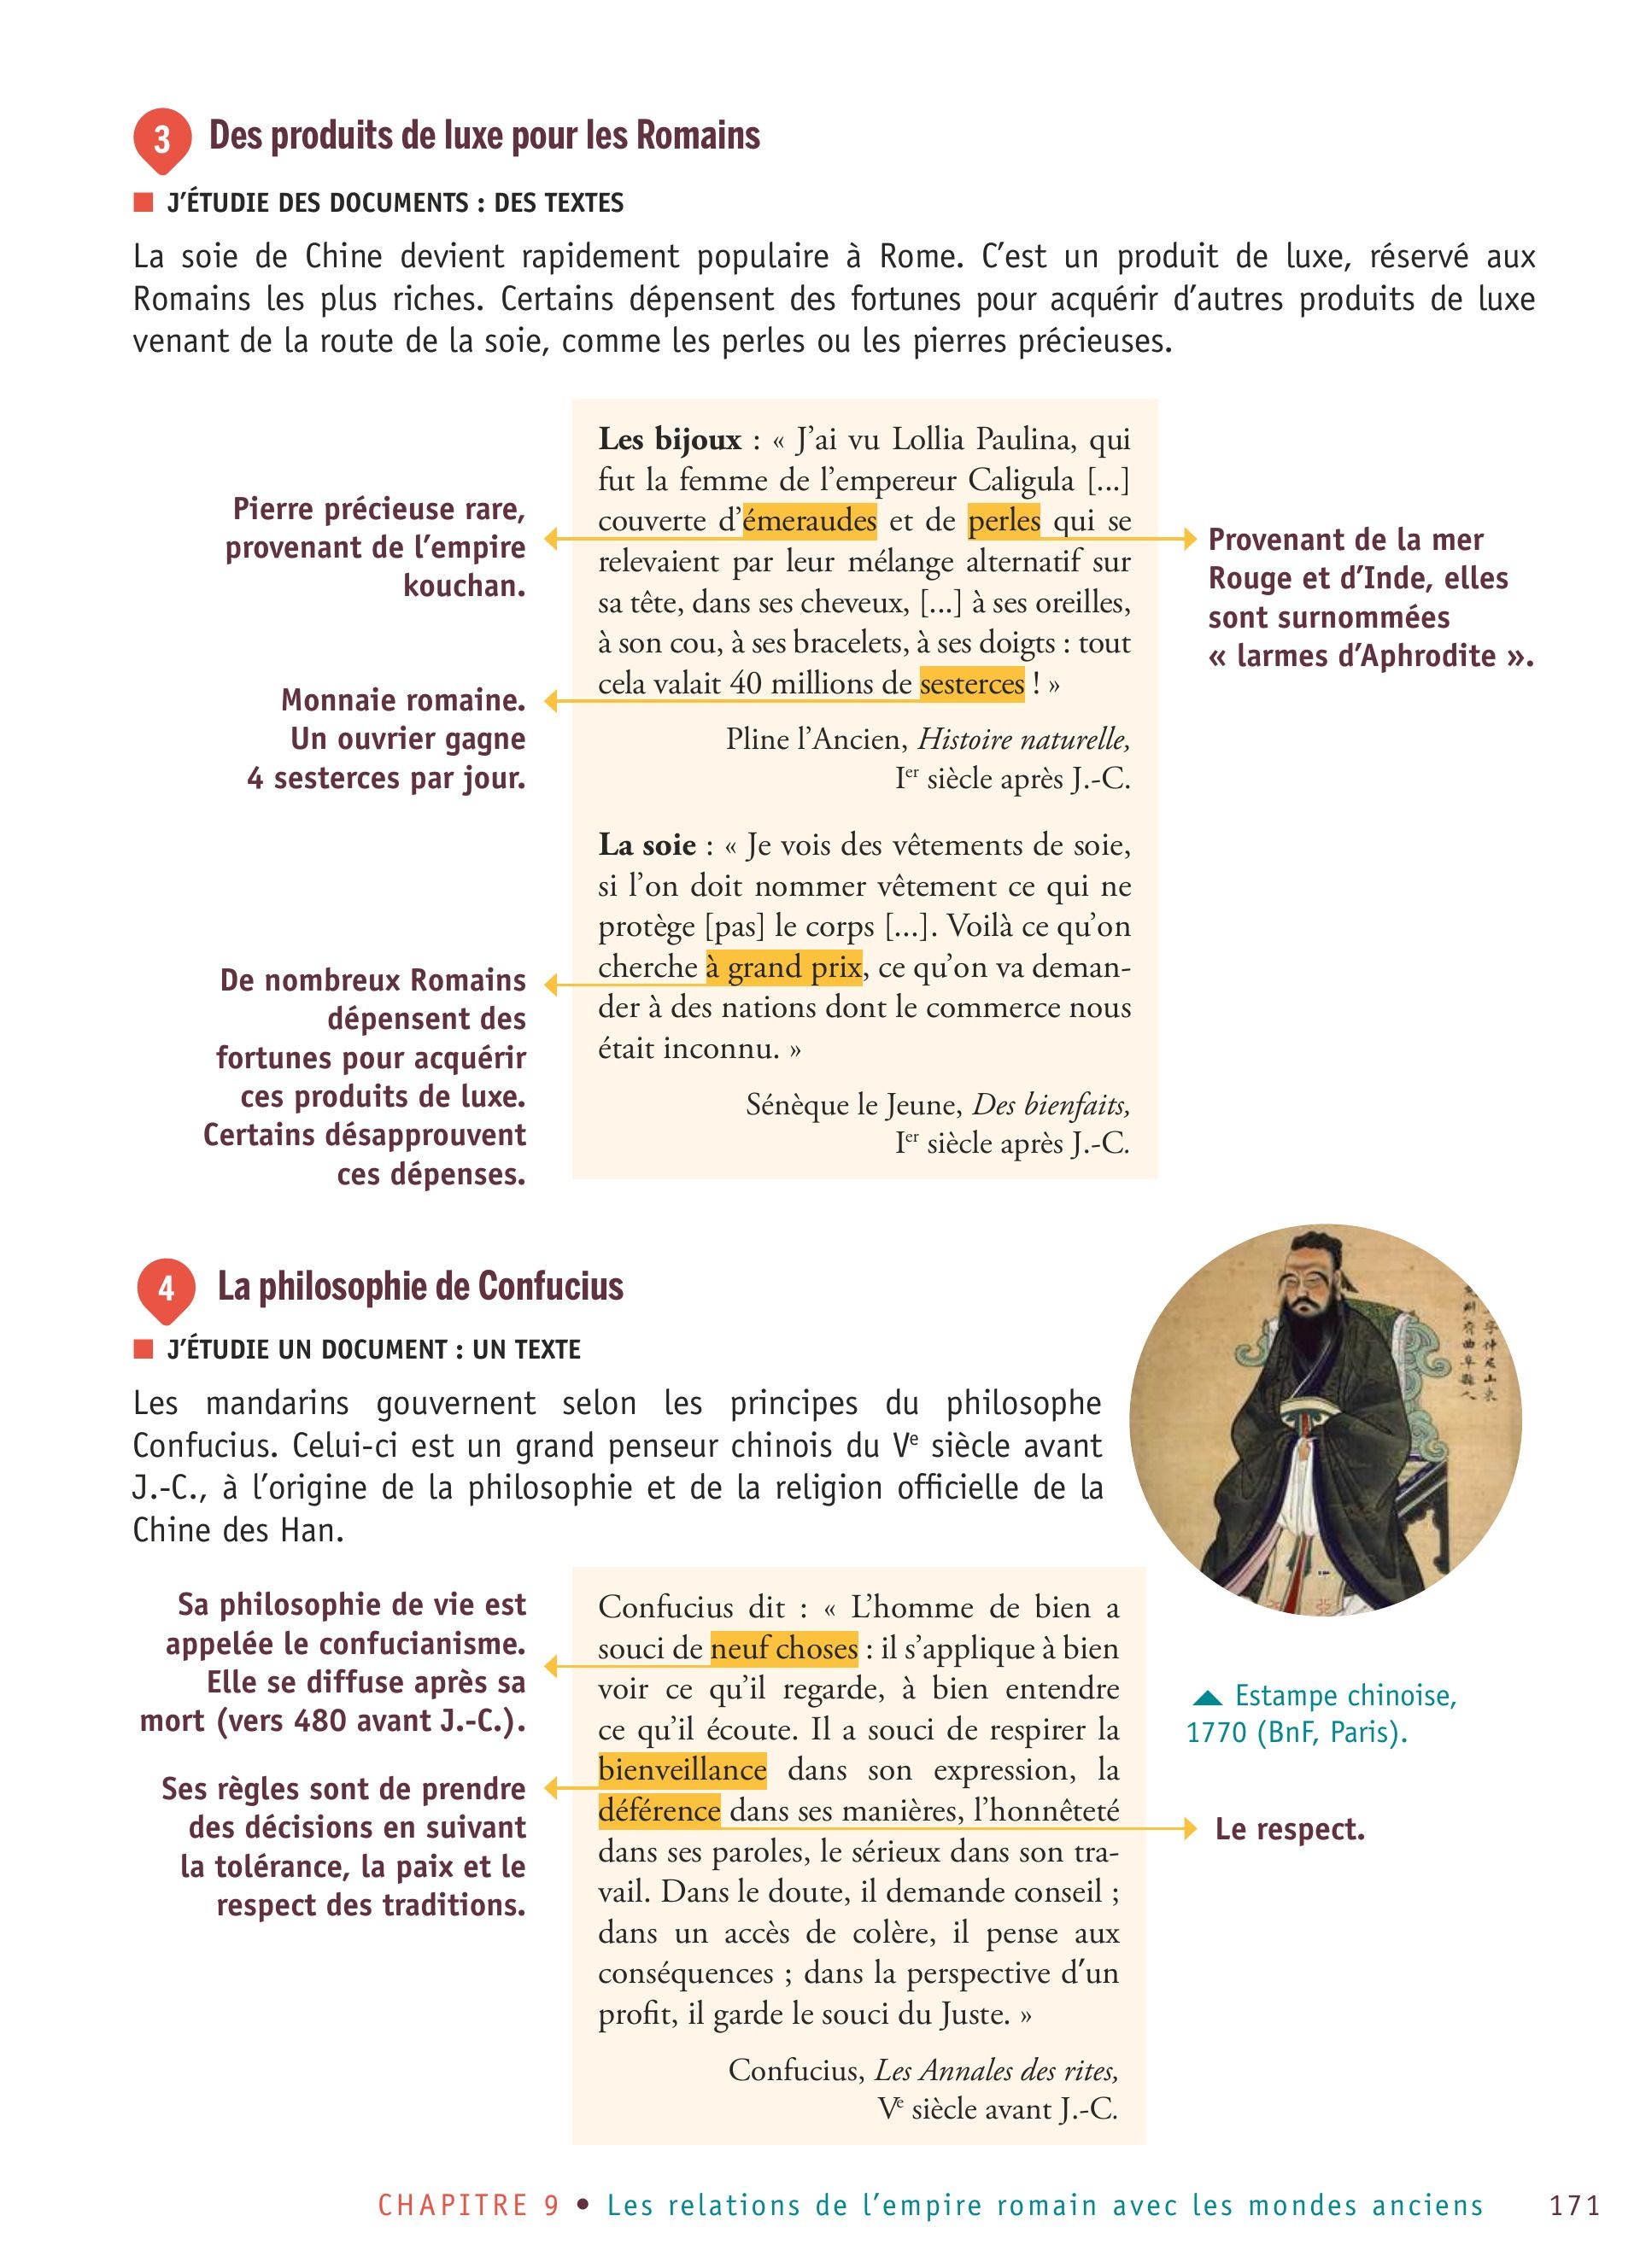 3 Des produits de luxe pour les Romains
J’ÉTUDIE DES DOCUMENTS : DES TEXTES
La soie de Chine devient rapidement populaire à Rome. C’est un produit de luxe, réservé aux
Romains les plus riches. Certains dépensent des fortunes pour acquérir d’autres produits de luxe
venant de la route de la soie, comme les perles ou les pierres précieuses.
Les bijoux : « J’ai vu Lollia Paulina, qui
fut la femme de l’empereur Caligula [...]
couverte d’émeraudes et de perles qui se
relevaient par leur mélange alternatif sur
sa tête, dans ses cheveux, [...] à ses oreilles,
à son cou, à ses bracelets, à ses doigts : tout
cela valait 40 millions de sesterces ! »
Pline l’Ancien, Histoire naturelle,
Ier siècle après J.-C.
Pierre précieuse rare,
provenant de l’empire
kouchan.
Provenant de la mer
Rouge et d’Inde, elles
sont surnommées
« larmes d’Aphrodite ».
Monnaie romaine.
Un ouvrier gagne
4 sesterces par jour.
La soie : « Je vois des vêtements de soie,
si l’on doit nommer vêtement ce qui ne
protège [pas] le corps [...]. Voilà ce qu’on
cherche à grand prix, ce qu’on va deman-
der à des nations dont le commerce nous
était inconnu. »
Sénèque le Jeune, Des bienfaits,
Ier siècle après J.-C.
De nombreux Romains
dépensent des
fortunes pour acquérir
ces produits de luxe.
Certains désapprouvent
ces dépenses.
4 La philosophie de Confucius
J’ÉTUDIE UN DOCUMENT : UN TEXTE
Les mandarins gouvernent selon les principes du philosophe
Confucius. Celui-ci est un grand penseur chinois du Ve siècle avant
J.-C., à l’origine de la philosophie et de la religion officielle de la
Chine des Han.
Sa philosophie de vie est
appelée le confucianisme.
Elle se diffuse après sa
mort (vers 480 avant J.-C.).
Ses règles sont de prendre
des décisions en suivant
la tolérance, la paix et le
respect des traditions.
Confucius dit : « L’homme de bien a
souci de neuf choses : il s’applique à bien
voir ce qu’il regarde, à bien entendre
ce qu’il écoute. Il a souci de respirer la
bienveillance dans son expression, la
déférence dans ses manières, l’honnêteté
dans ses paroles, le sérieux dans son tra-
vail. Dans le doute, il demande conseil ;
dans un accès de colère, il pense aux
conséquences ; dans la perspective d’un
profit, il garde le souci du Juste. »
Confucius, Les Annales des rites,
Ve siècle avant J.-C.
Estampe chinoise,
1770 (BnF, Paris).
Le respect.
CHAPITRE 9 • Les relations de l’empire romain avec les mondes anciens 171